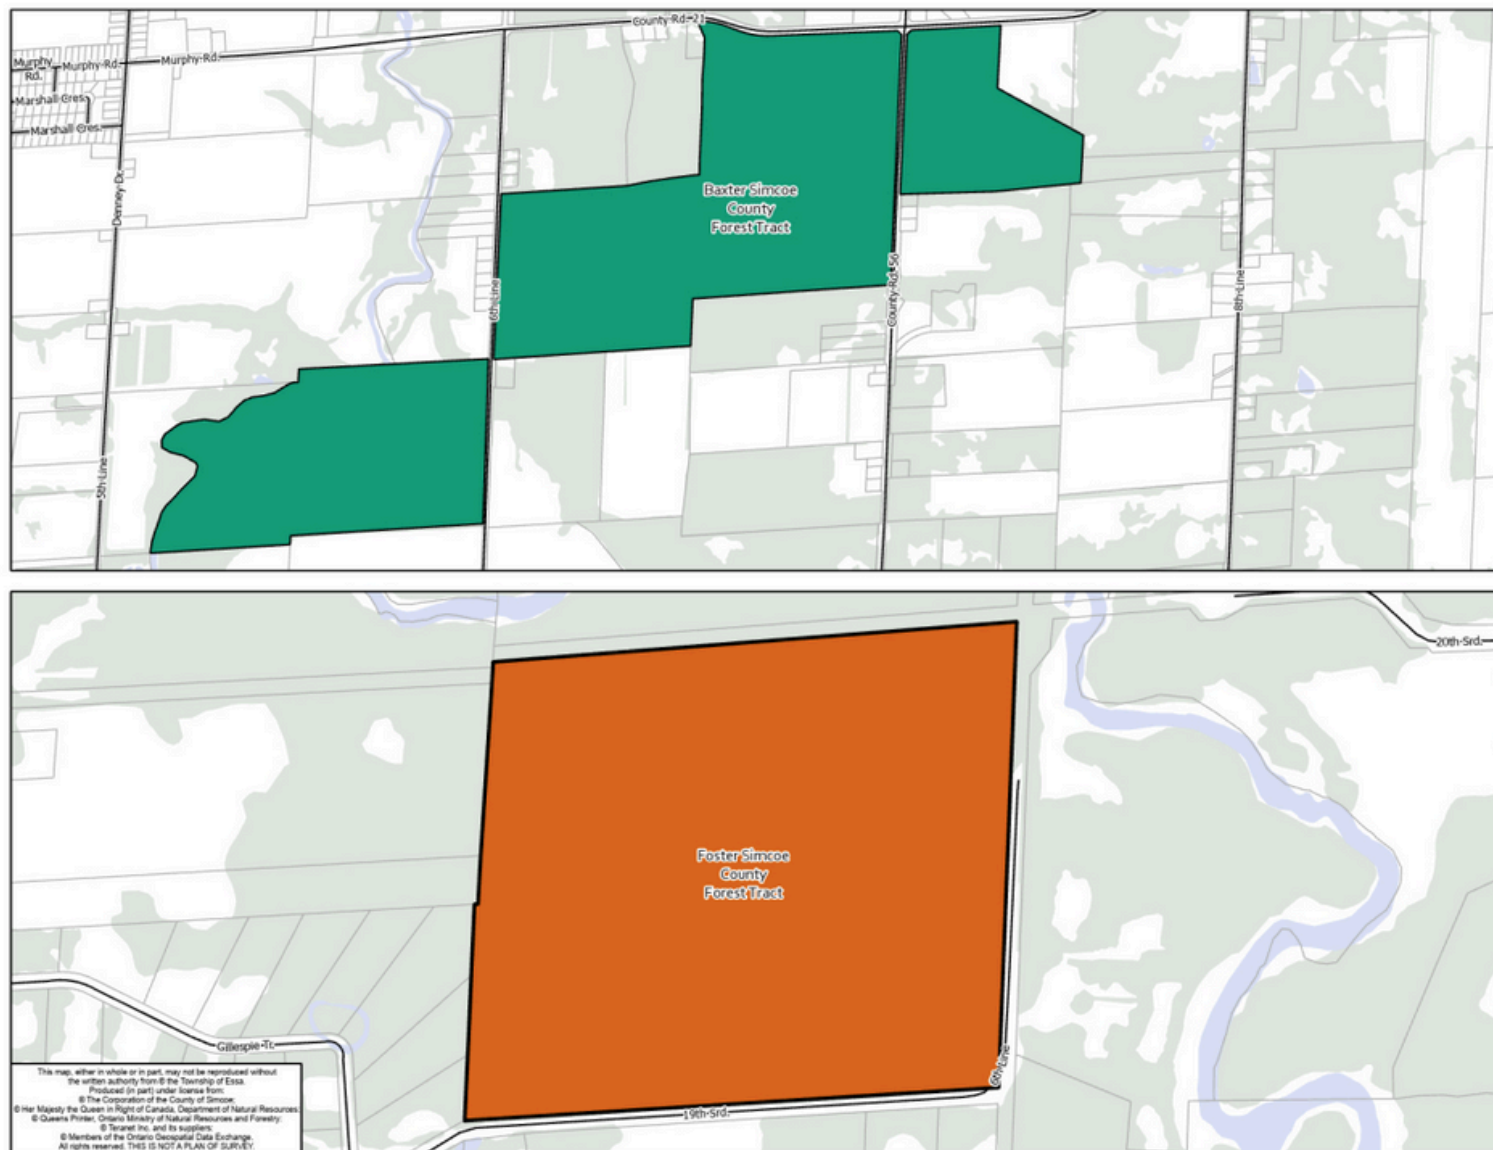 County Rd. 21
Murphy
Rd.
Murphy Rd.
Murphy Rd.
Marshall Cres.
Marshall Cres.
Denney Dr.
Baxter Simcoe
County
Forest Tract
6th Line
County Rd. 56
8th Line
5th Line
20th Srd.
Foster Simcoe
County
Forest Tract
Gillespie Tr.
6th Line
19th Srd.
This map, either in whole or in part, may not be reproduced without
the written authority from © the Township of Essa.
Produced (in part) under license from:
© The Corporation of the County of Simcoe;
© Her Majesty the Queen in Right of Canada, Department of Natural Resources;
© Queens Printer, Ontario Ministry of Natural Resources and Forestry;
© Teranet Inc. and its suppliers;
© Members of the Ontario Geospatial Data Exchange.
All rights reserved. THIS IS NOT A PLAN OF SURVEY.